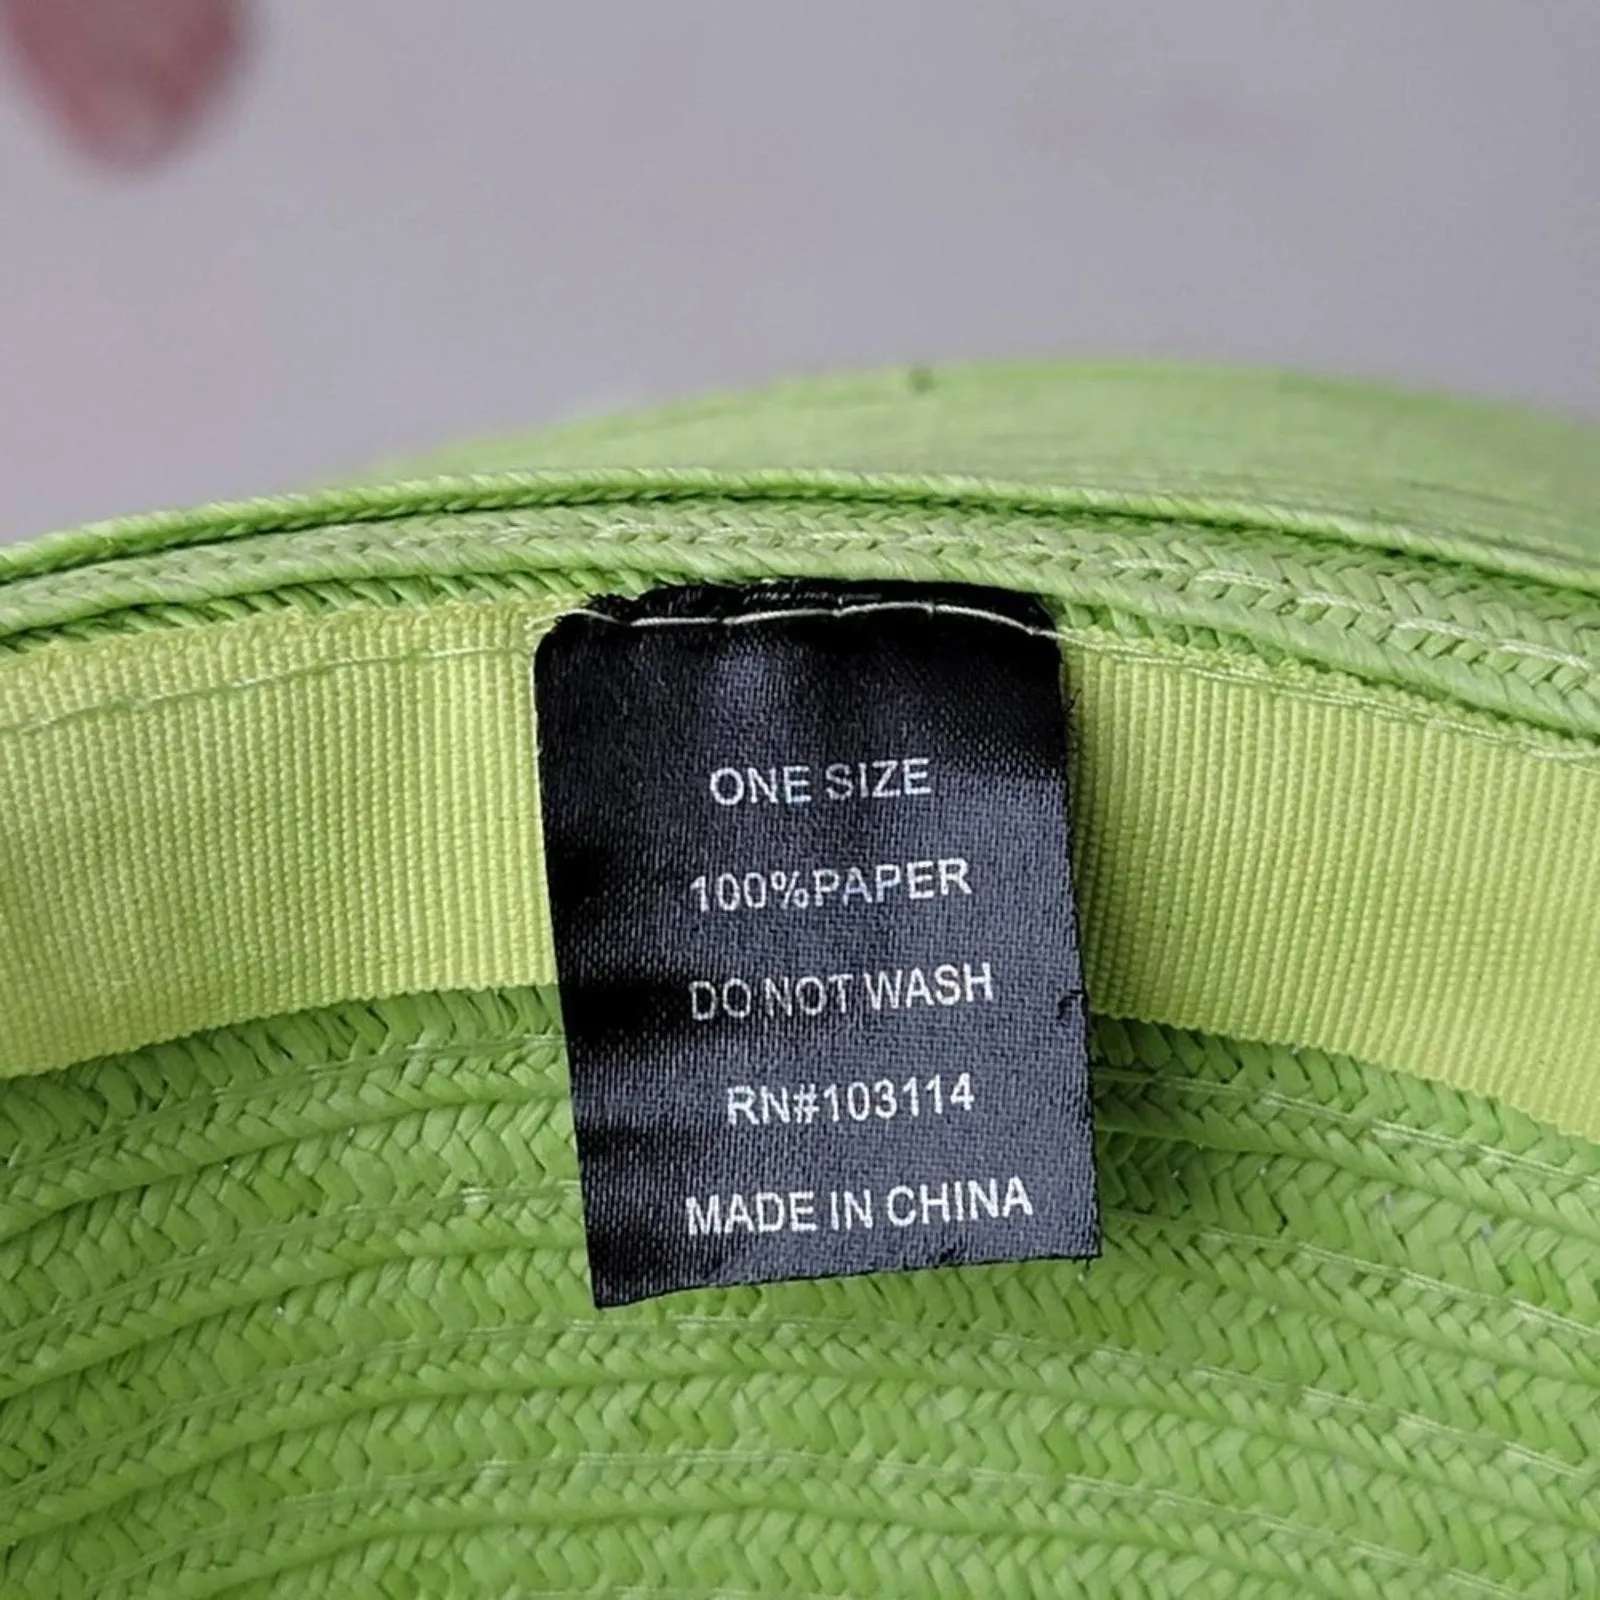 ONE SIZE
100%PAPER
DO NOT WASH
RN#103114
MADE IN CHINA